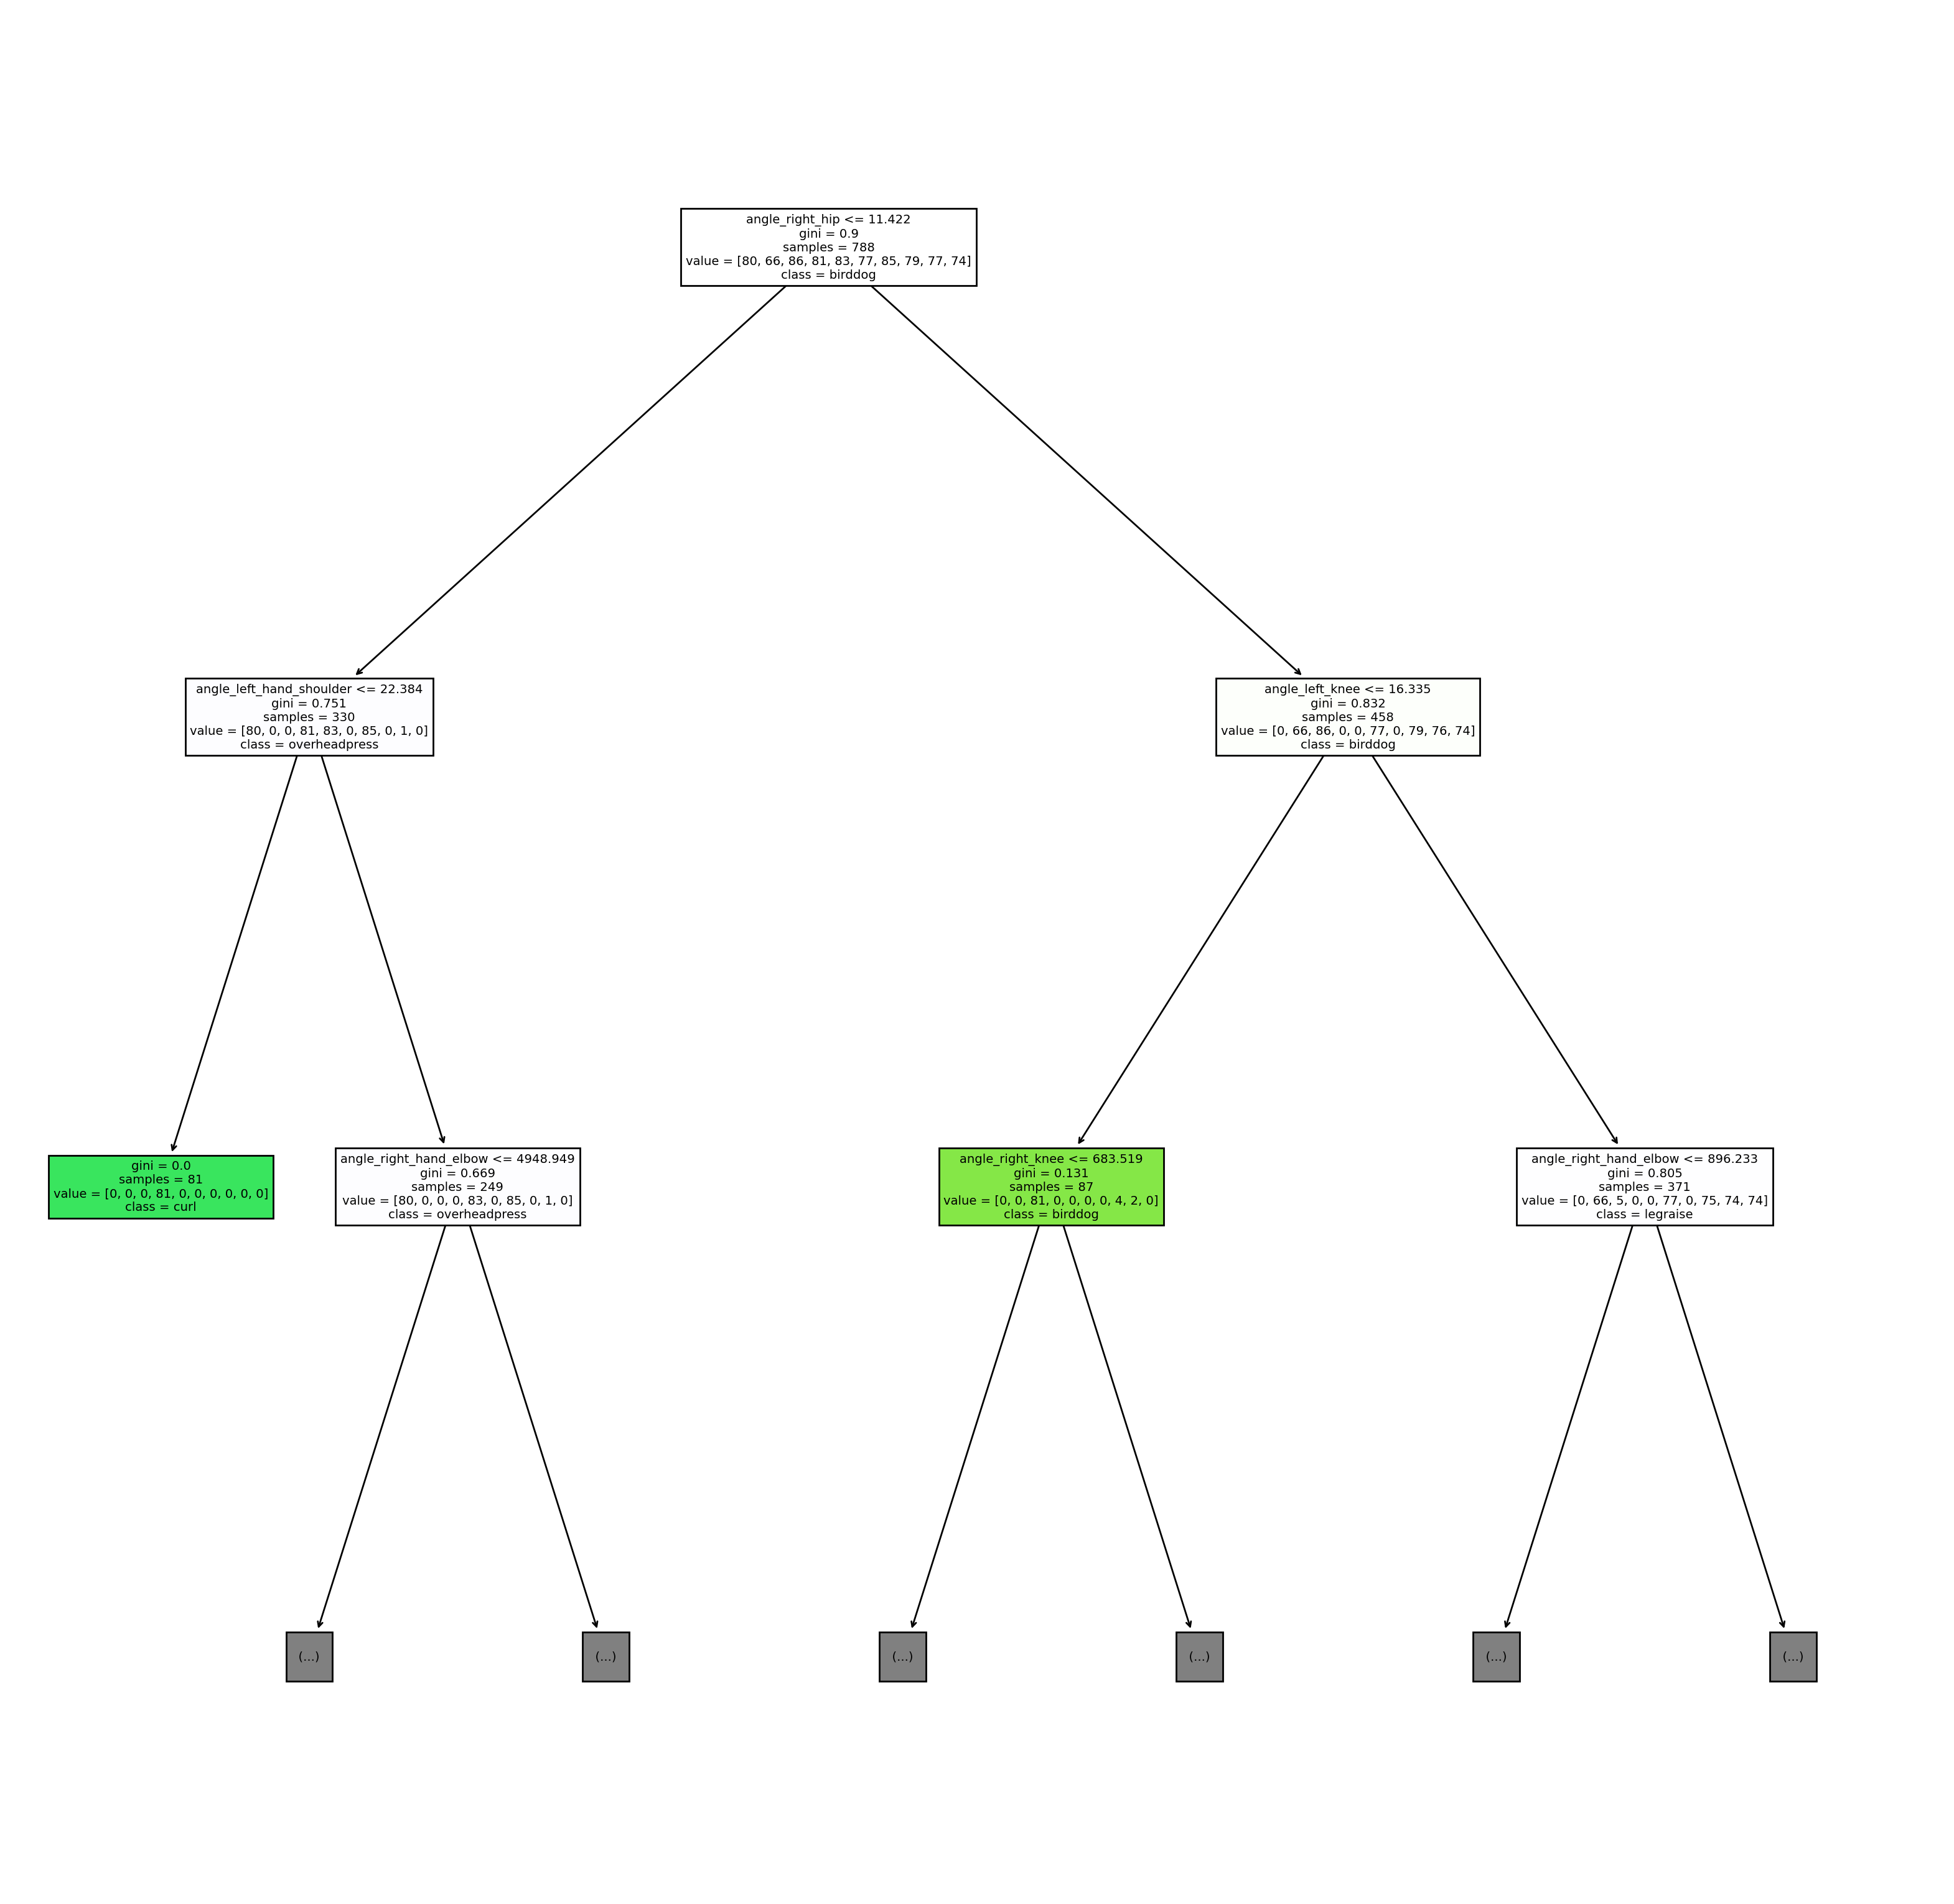 angle_right_hip <= 11.422
gini = 0.9
samples = 788
value = [80, 66, 86, 81, 83, 77, 85, 79, 77, 74]
class = birddog
angle_left_hand_shoulder <= 22.384
gini = 0.751
samples = 330
value = [80, 0, 0, 81, 83, 0, 85, 0, 1, 0]
class = overheadpress
angle_left_knee <= 16.335
gini = 0.832
samples = 458
value = [0, 66, 86, 0, 0, 77, 0, 79, 76, 74]
class = birddog
gini = 0.0
samples = 81
value = [0, 0, 0, 81, 0, 0, 0, 0, 0, 0]
class = curl
angle_right_hand_elbow <= 4948.949
gini = 0.669
samples = 249
value = [80, 0, 0, 0, 83, 0, 85, 0, 1, 0]
class = overheadpress
angle_right_knee <= 683.519
gini = 0.131
samples = 87
value = [0, 0, 81, 0, 0, 0, 0, 4, 2, 0]
class = birddog
angle_right_hand_elbow <= 896.233
gini = 0.805
samples = 371
value = [0, 66, 5, 0, 0, 77, 0, 75, 74, 74]
class = legraise
(...)
(...)
(...)
(...)
(...)
(...)